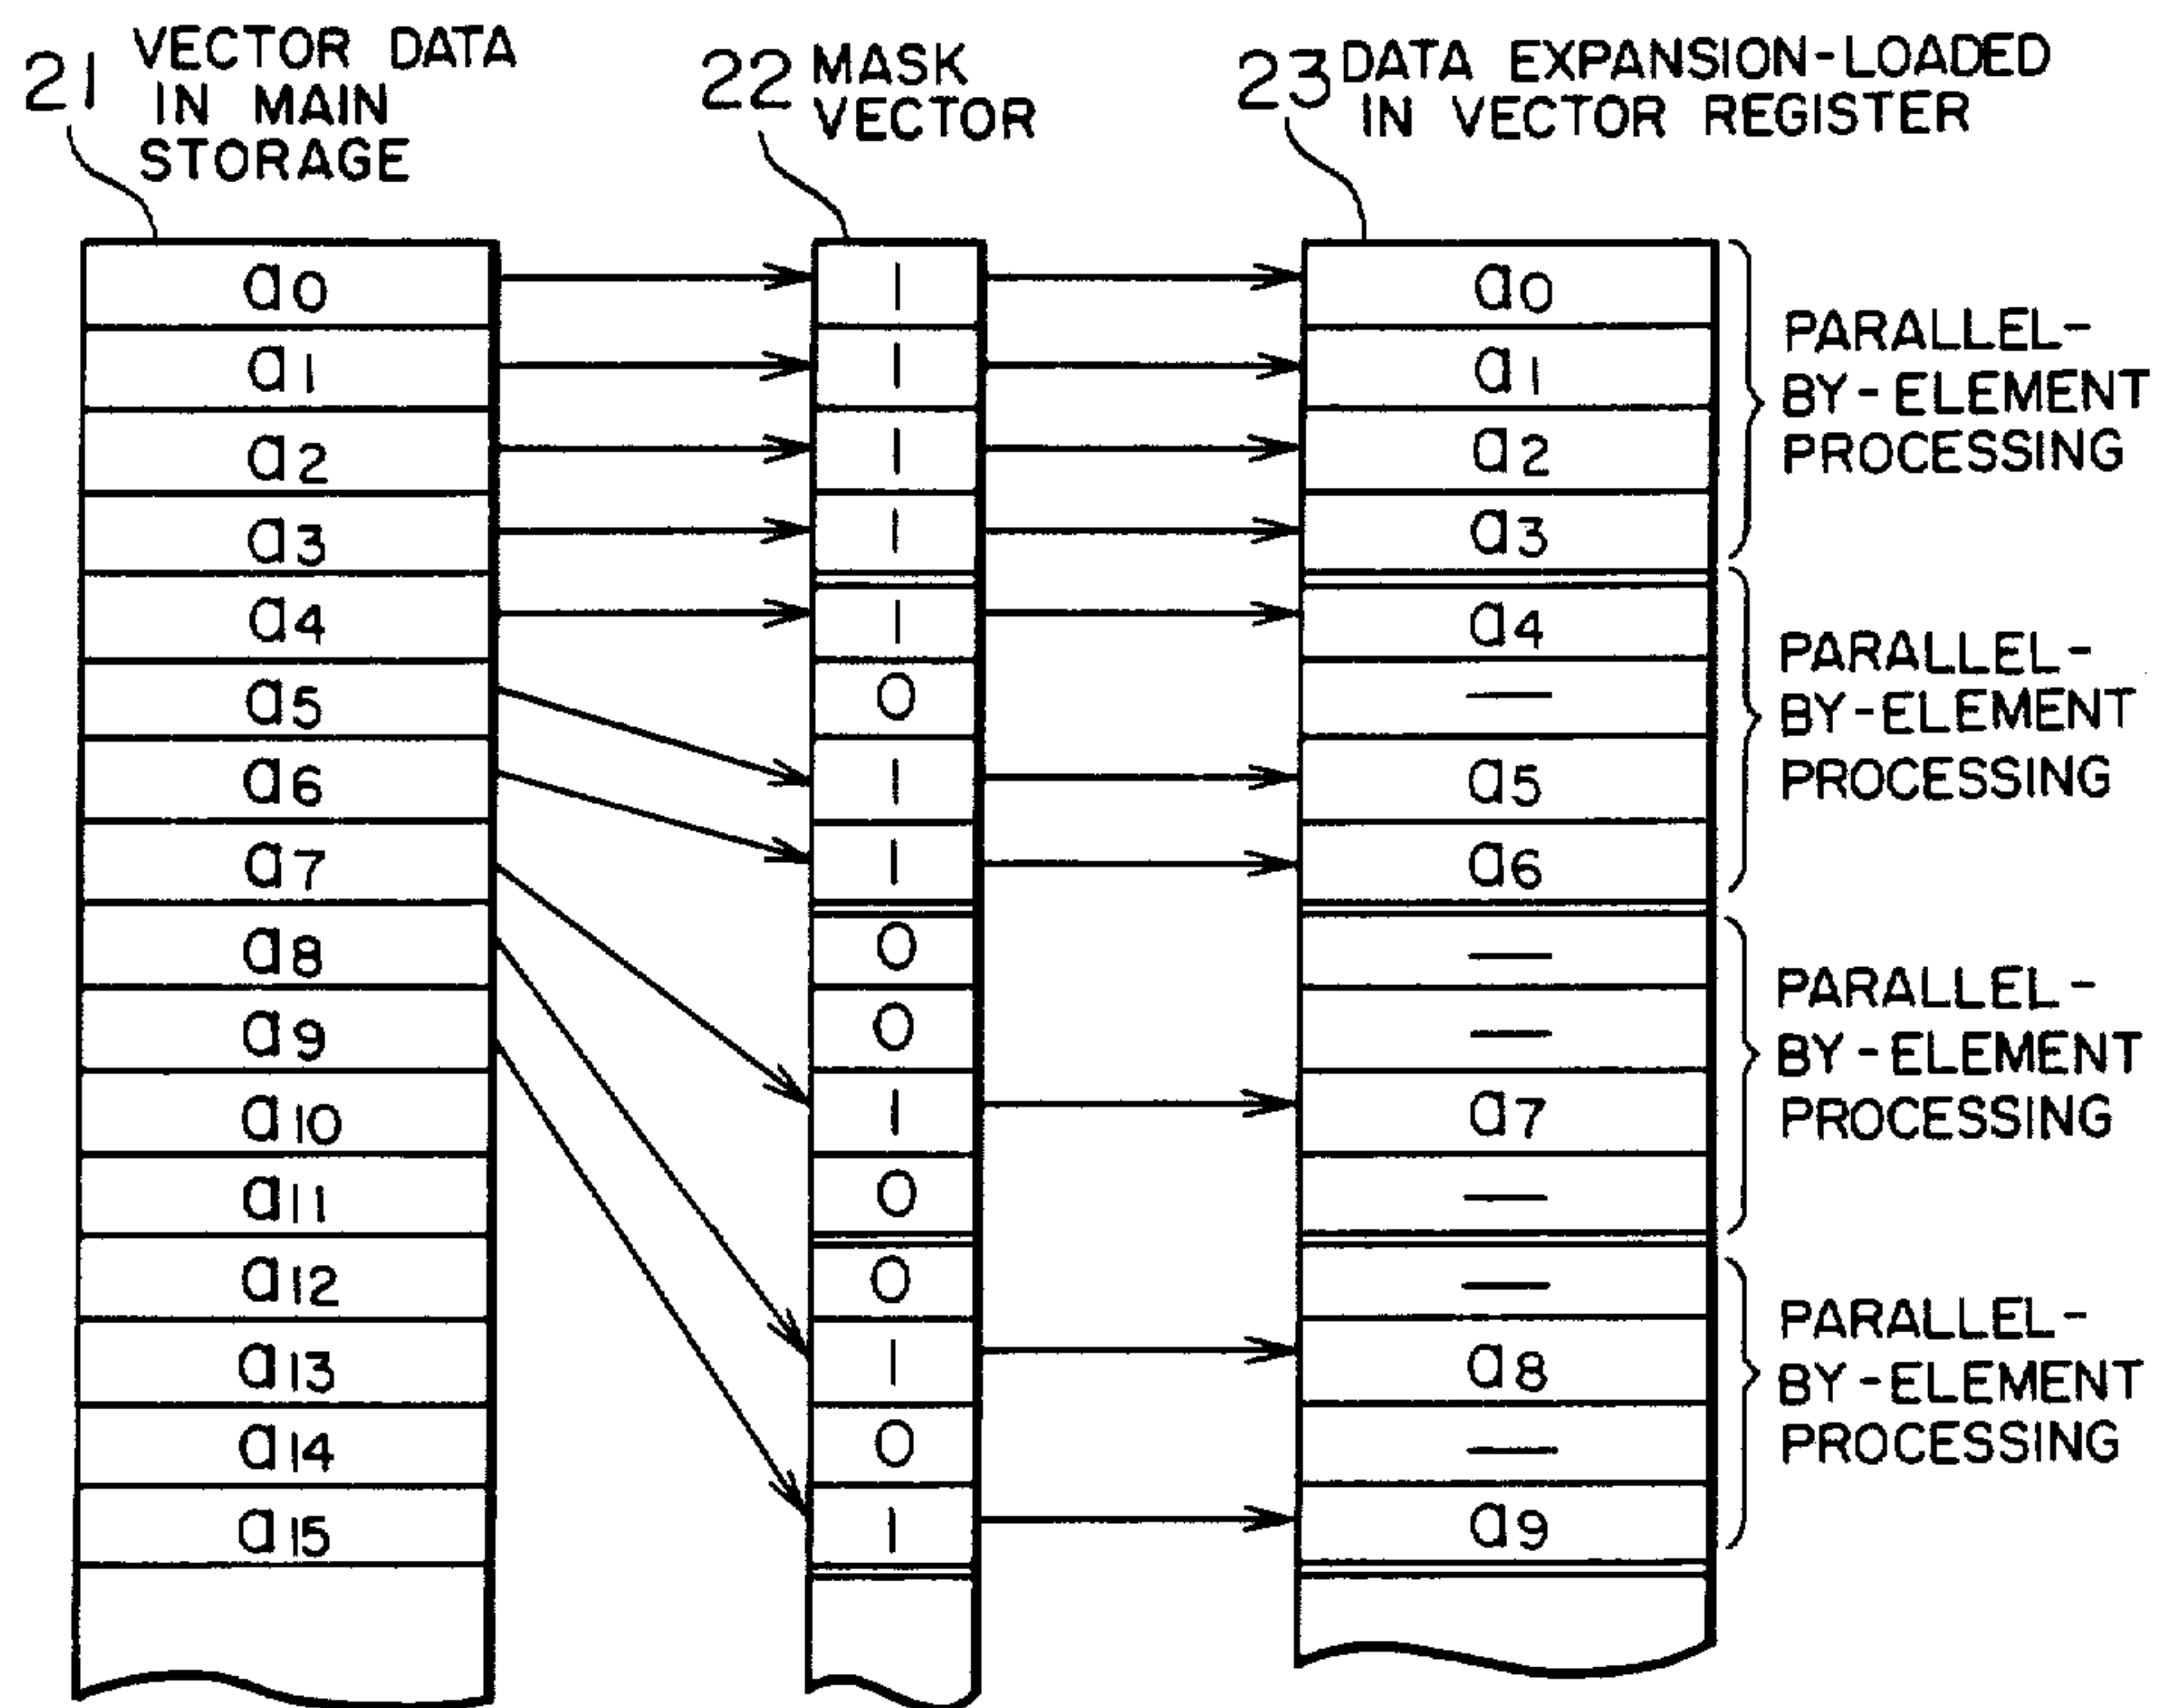 21 VECTOR DATA
IN MAIN
STORAGE
22 MASK
VECTOR
23 DATA EXPANSION-LOADED
IN VECTOR REGISTER
a0
a1
a2
a3
a4
a5
a6
a7
a8
a9
a10
a11
a12
a13
a14
a15
1
1
1
1
1
0
1
1
0
0
1
0
0
1
0
1
a0
a1
a2
a3
a4
—
a5
a6
—
—
a7
—
—
a8
—
a9
PARALLEL-
BY-ELEMENT
PROCESSING
PARALLEL-
BY-ELEMENT
PROCESSING
PARALLEL-
BY-ELEMENT
PROCESSING
PARALLEL-
BY-ELEMENT
PROCESSING